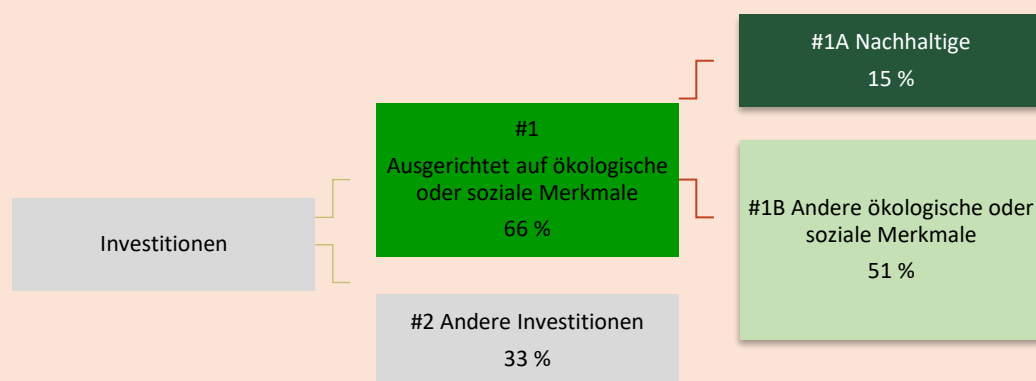 Investitionen
#1
Ausgerichtet auf ökologische
oder soziale Merkmale
66 %
#2 Andere Investitionen
33 %
#1A Nachhaltige
15 %
#1B Andere ökologische oder
soziale Merkmale
51 %